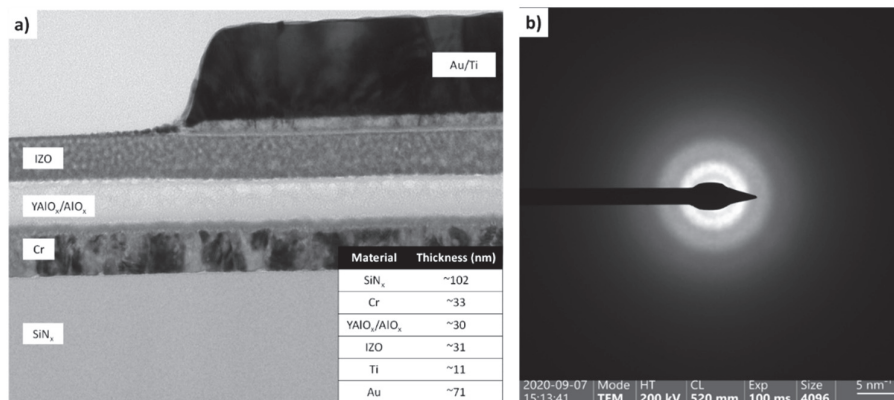 a)
Au/Ti
IZO
YAlOₓ/AlOₓ
Cr
SiNₓ
Material Thickness (nm)
SiNₓ ~102
Cr ~33
YAlOₓ/AlOₓ ~30
IZO ~31
Ti ~11
Au ~71
b)
2020-09-07 Mode HT CL Exp Size 5 nm⁻¹
15:13:41 TEM 200 kV 520 mm 100 ms 4096